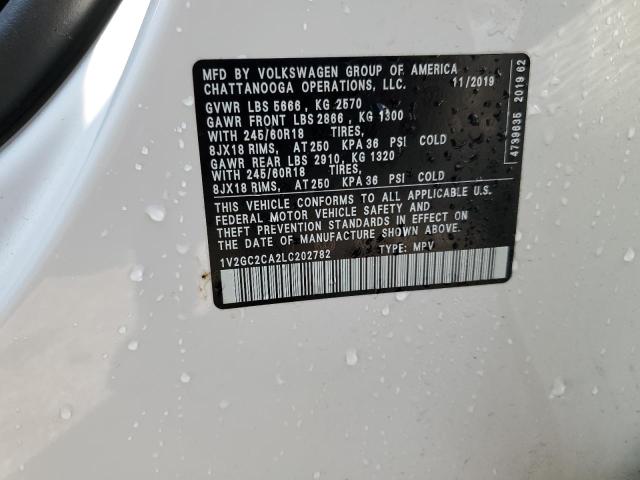 MFD BY VOLKSWAGEN GROUP OF AMERICA
CHATTANOOGA OPERATIONS, LLC. 11/2019
GVWR LBS 5666 , KG 2570
GAWR FRONT LBS 2866 , KG 1300
WITH 245/60R18 TIRES,
8JX18 RIMS, AT 250 KPA 36 PSI COLD
GAWR REAR LBS 2910, KG 1320
WITH 245/60R18 TIRES,
8JX18 RIMS, AT 250 KPA 36 PSI COLD
THIS VEHICLE CONFORMS TO ALL APPLICABLE U.S.
FEDERAL MOTOR VEHICLE SAFETY AND
THEFT PREVENTION STANDARDS IN EFFECT ON THE
DATE OF MANUFACTURE SHOWN ABOVE.
1V2GC2CA2LC202782 TYPE: MPV
4739635 2019 62